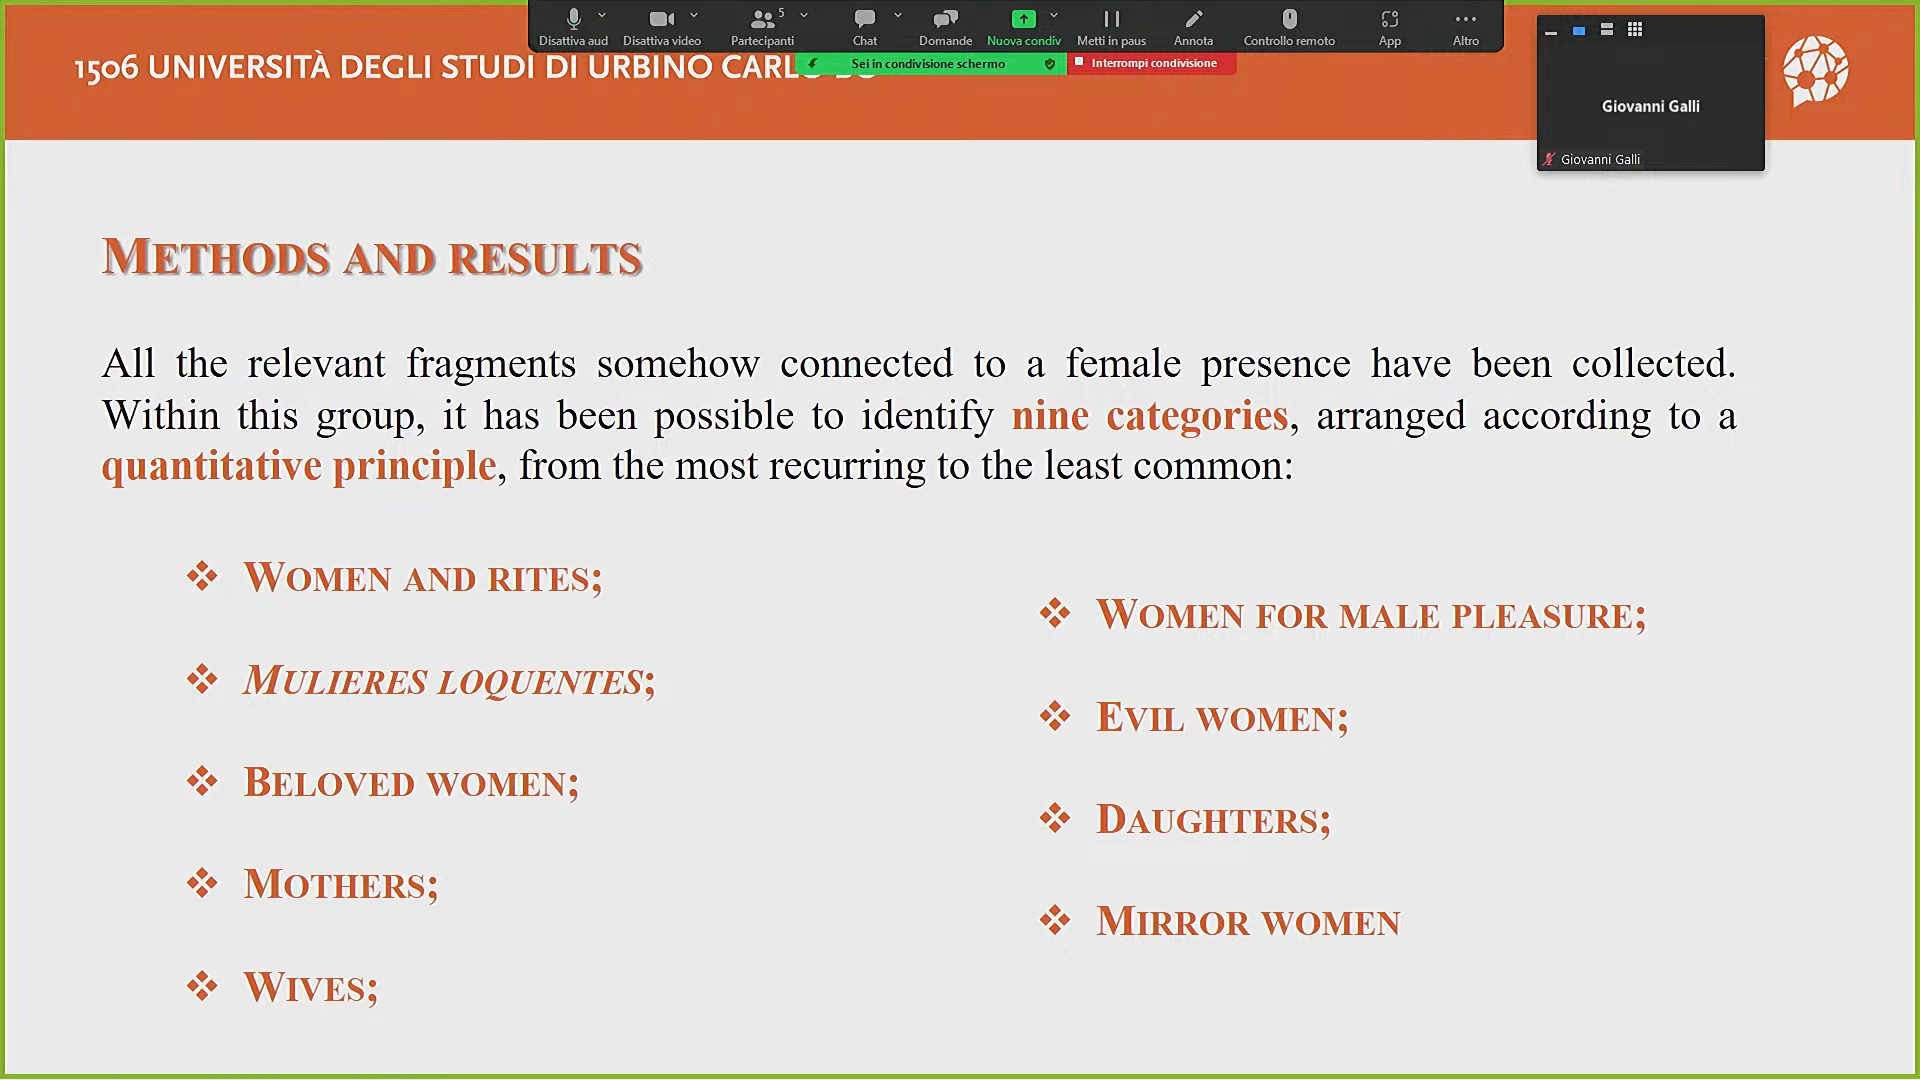 Disattiva aud
Disattiva video
Partecipanti
5
Chat
Domande
Nuova condiv
Metti in paus
Annota
Controllo remoto
App
Altro
Sei in condivisione schermo
Interrompi condivisione
1506 UNIVERSITÀ DEGLI STUDI DI URBINO CARLO BO
Giovanni Galli
Giovanni Galli
METHODS AND RESULTS
All the relevant fragments somehow connected to a female presence have been collected.
Within this group, it has been possible to identify nine categories, arranged according to a
quantitative principle, from the most recurring to the least common:
❖ WOMEN AND RITES;
❖ MULIERES LOQUENTES;
❖ BELOVED WOMEN;
❖ MOTHERS;
❖ WIVES;
❖ WOMEN FOR MALE PLEASURE;
❖ EVIL WOMEN;
❖ DAUGHTERS;
❖ MIRROR WOMEN